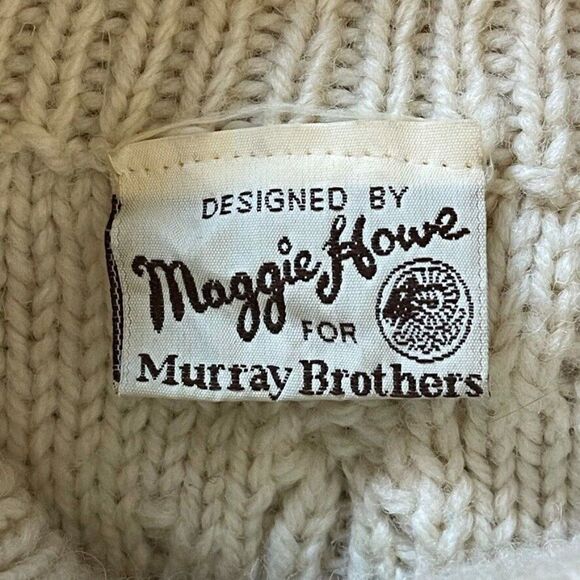 DESIGNED BY
Maggie Howe
FOR
Murray Brothers